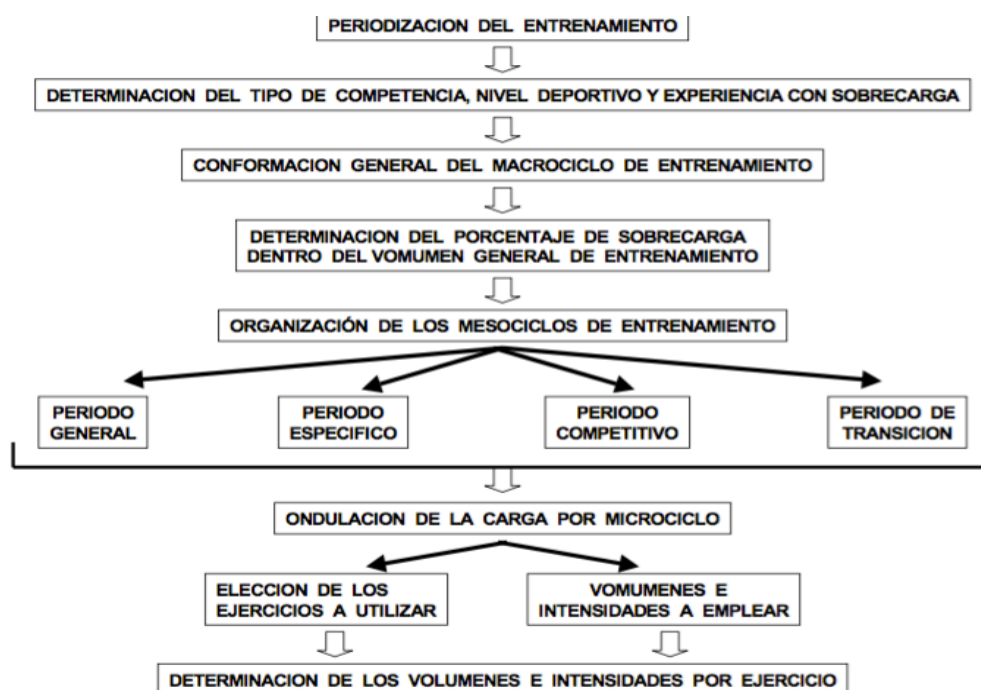 PERIODIZACION DEL ENTRENAMIENTO
DETERMINACION DEL TIPO DE COMPETENCIA, NIVEL DEPORTIVO Y EXPERIENCIA CON SOBRECARGA
CONFORMACION GENERAL DEL MACROCICLO DE ENTRENAMIENTO
DETERMINACION DEL PORCENTAJE DE SOBRECARGA
DENTRO DEL VOMUMEN GENERAL DE ENTRENAMIENTO
ORGANIZACIÓN DE LOS MESOCICLOS DE ENTRENAMIENTO
PERIODO
GENERAL
PERIODO
ESPECIFICO
PERIODO
COMPETITIVO
PERIODO DE
TRANSICION
ONDULACION DE LA CARGA POR MICROCICLO
ELECCION DE LOS
EJERCICIOS A UTILIZAR
VOMUMENES E
INTENSIDADES A EMPLEAR
DETERMINACION DE LOS VOLUMENES E INTENSIDADES POR EJERCICIO